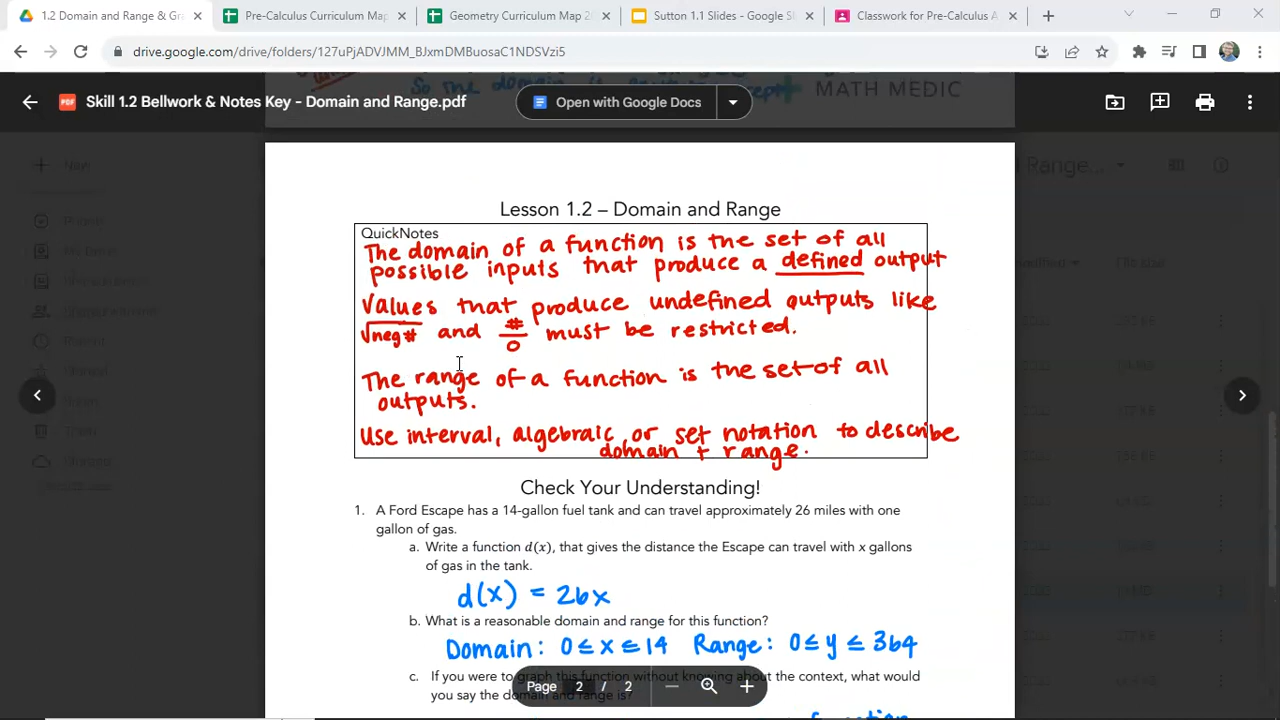 1.2 Domain and Range & Gra
Pre-Calculus Curriculum Map
Geometry Curriculum Map 2
Sutton 1.1 Slides - Google Sl
Classwork for Pre-Calculus A
drive.google.com/drive/folders/127uPjADVJMM_BJxmDMBuosaC1NDSVzi5
MATH MEDIC
Skill 1.2 Bellwork & Notes Key - Domain and Range.pdf
Open with Google Docs
Lesson 1.2 – Domain and Range
QuickNotes
The domain of a function is the set of all
possible inputs that produce a defined output
Values that produce undefined outputs like
√neg# and #/0 must be restricted.
The range of a function is the set of all
outputs.
Use interval, algebraic, or set notation to describe
domain + range.
Check Your Understanding!
1. A Ford Escape has a 14-gallon fuel tank and can travel approximately 26 miles with one
gallon of gas.
a. Write a function d(x), that gives the distance the Escape can travel with x gallons
of gas in the tank.
d(x) = 26x
b. What is a reasonable domain and range for this function?
Domain: 0 ≤ x ≤ 14 Range: 0 ≤ y ≤ 364
c. If you were to graph this function without knowing about the context, what would
you say the domain and range is?
Page 2 / 2
function